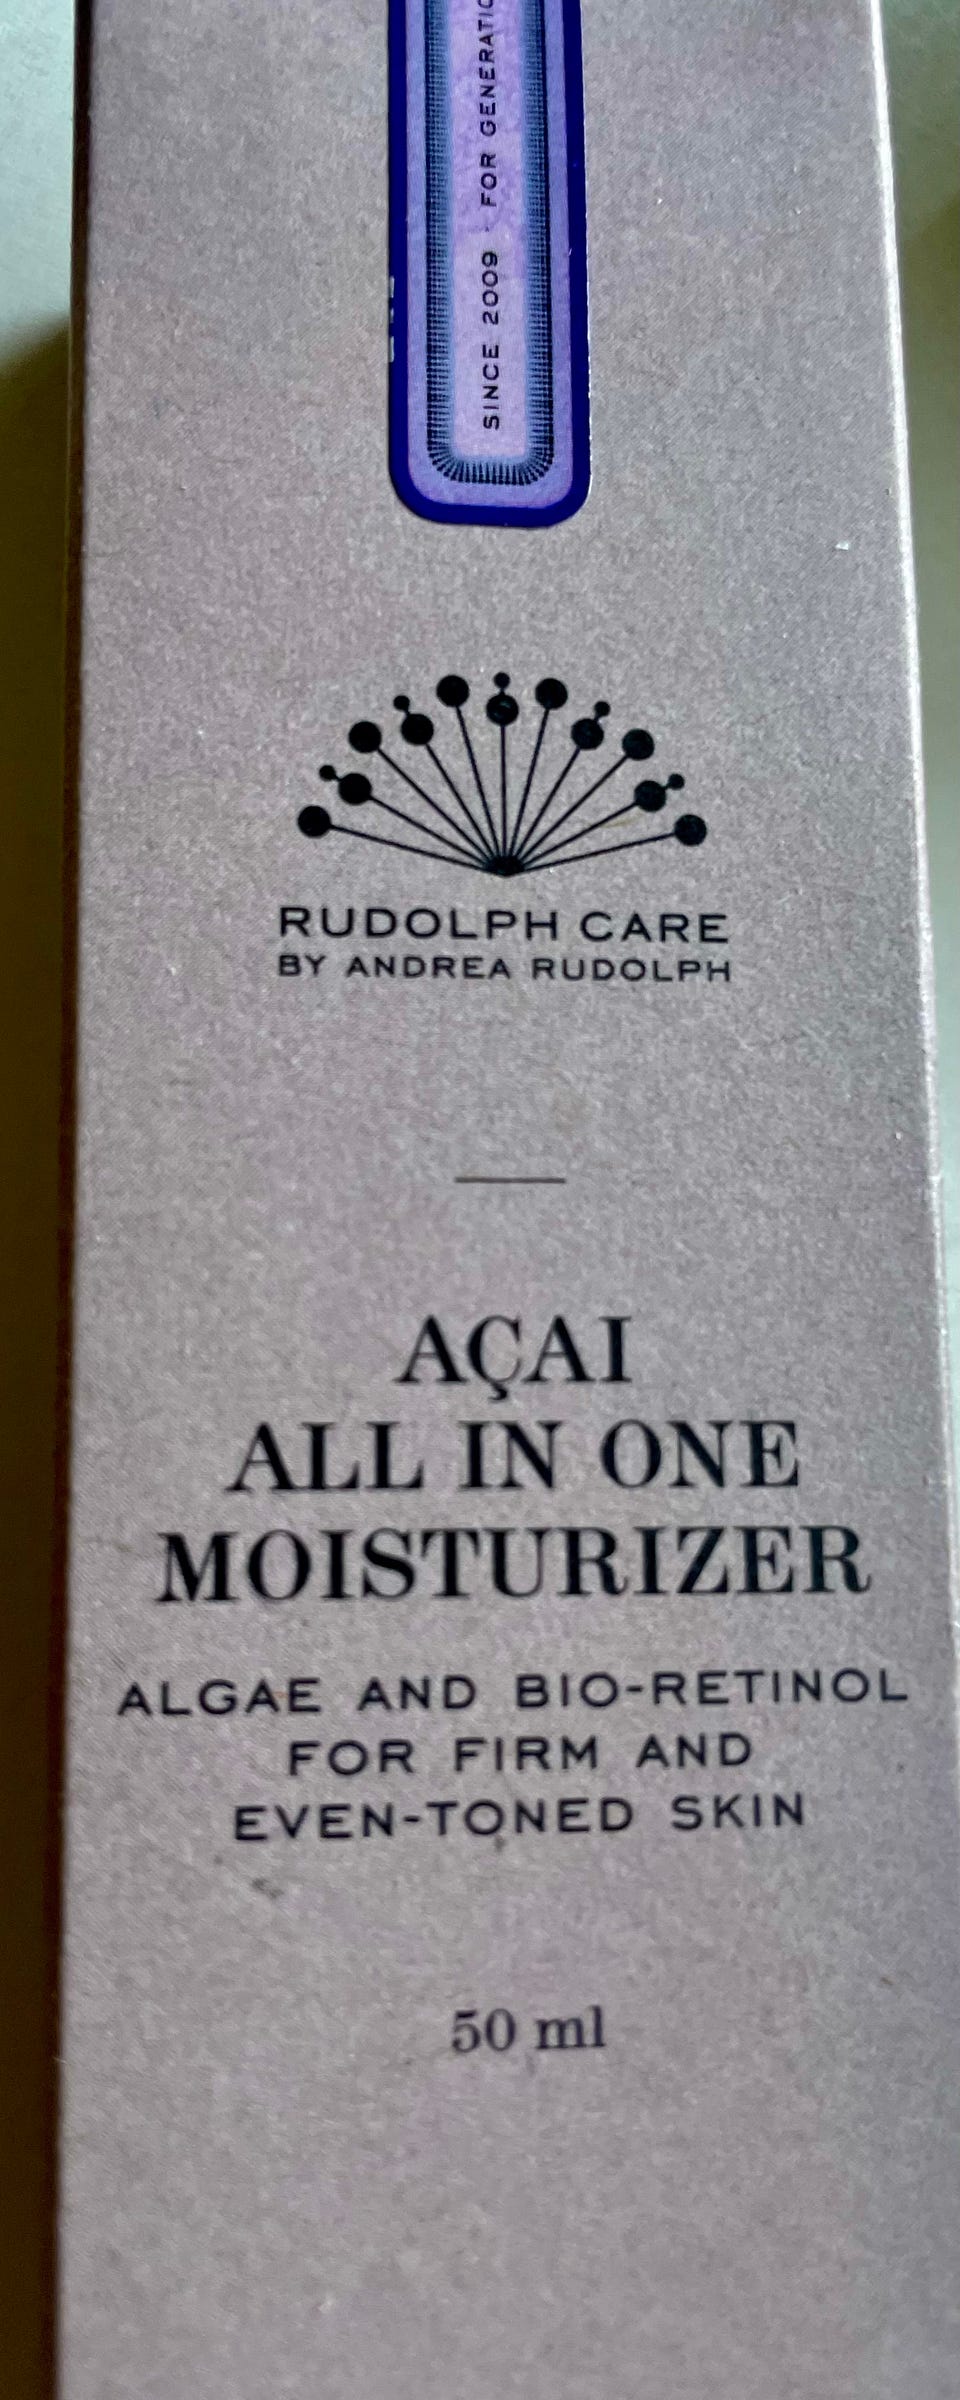 SINCE 2009 · FOR
RUDOLPH CARE
BY ANDREA RUDOLPH
AÇAI
ALL IN ONE
MOISTURIZER
ALGAE AND BIO-RETINOL
FOR FIRM AND
EVEN-TONED SKIN
50 ml